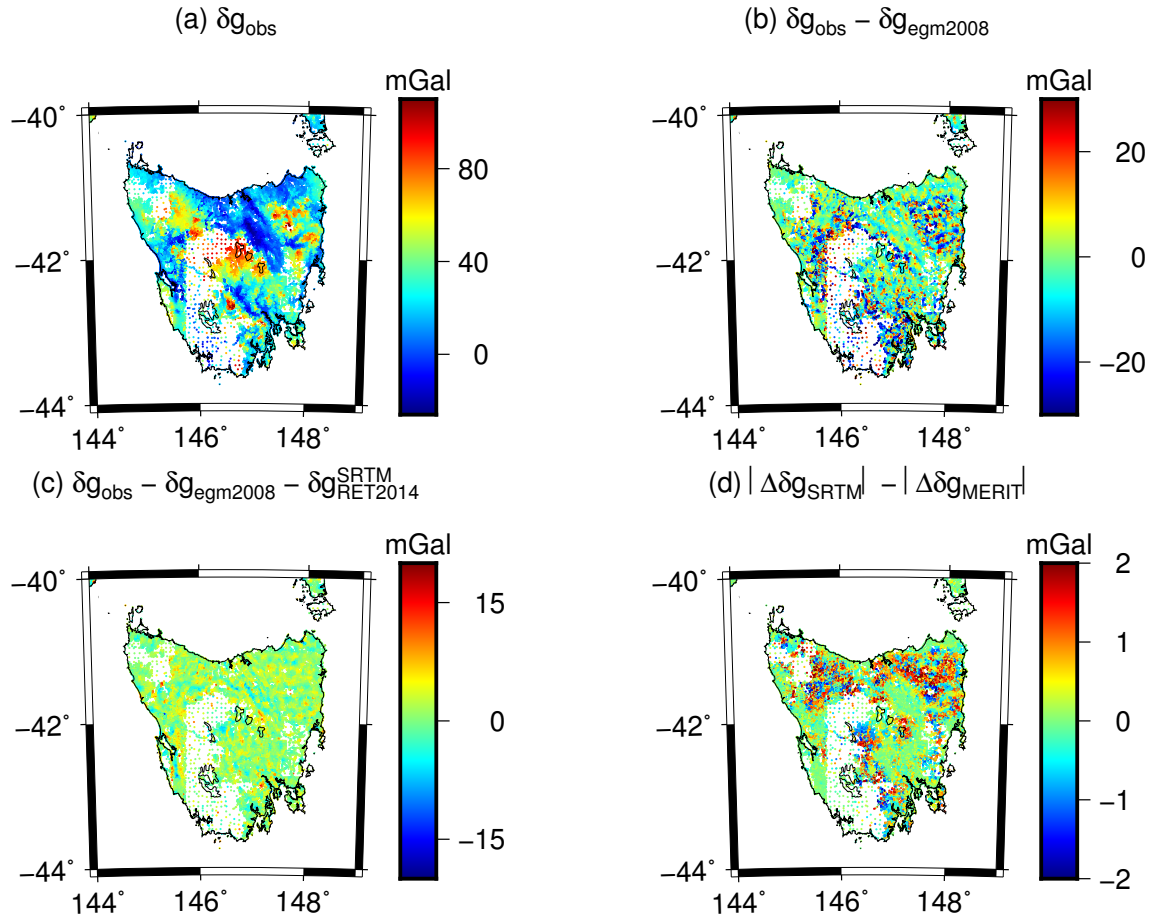 (a) δg_obs
(b) δg_obs − δg_egm2008
mGal
80
40
0
−40˚
−42˚
−44˚
144˚ 146˚ 148˚
mGal
20
0
−20
−40˚
−42˚
−44˚
144˚ 146˚ 148˚
(c) δg_obs − δg_egm2008 − δg^SRTM_RET2014
(d) | Δδg_SRTM| −| Δδg_MERIT|
mGal
15
0
−15
−40˚
−42˚
−44˚
144˚ 146˚ 148˚
mGal
2
1
0
−1
−2
−40˚
−42˚
−44˚
144˚ 146˚ 148˚